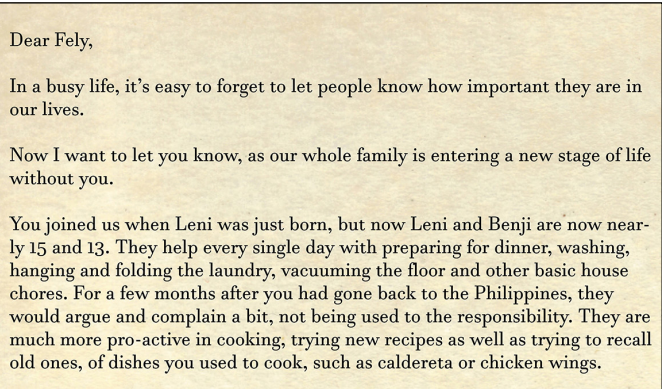 Dear Fely,
In a busy life, it's easy to forget to let people know how important they are in
our lives.
Now I want to let you know, as our whole family is entering a new stage of life
without you.
You joined us when Leni was just born, but now Leni and Benji are now near-
ly 15 and 13. They help every single day with preparing for dinner, washing,
hanging and folding the laundry, vacuuming the floor and other basic house
chores. For a few months after you had gone back to the Philippines, they
would argue and complain a bit, not being used to the responsibility. They are
much more pro-active in cooking, trying new recipes as well as trying to recall
old ones, of dishes you used to cook, such as caldereta or chicken wings.